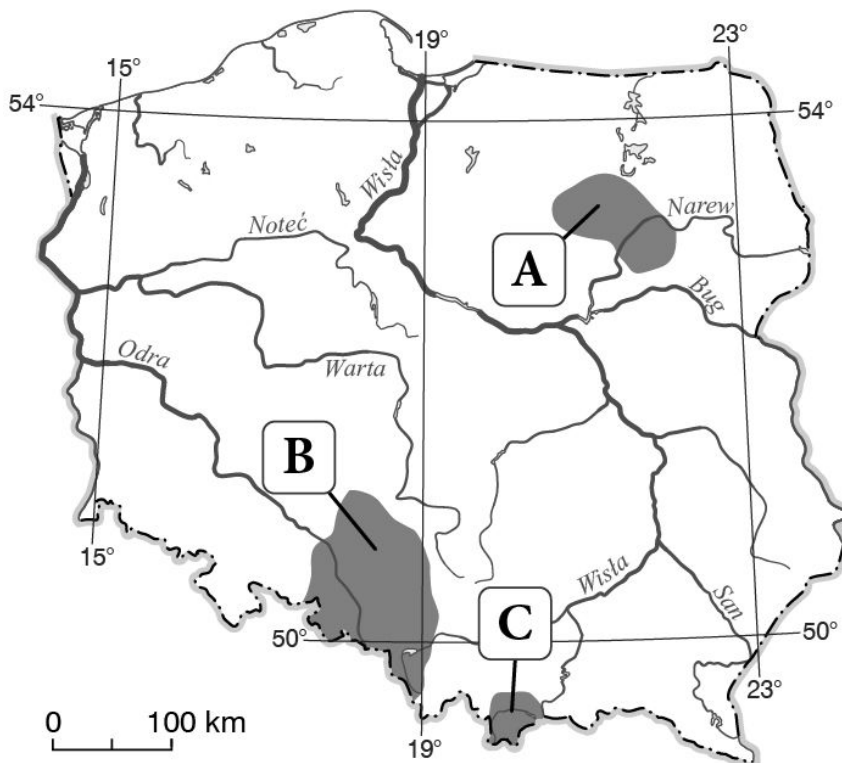 19°
23°
15°
54°
54°
Wisła
Noteć
Narew
A
Bug
Odra
Warta
B
15°
Wisła
San
C
50°
50°
23°
0 100 km
19°